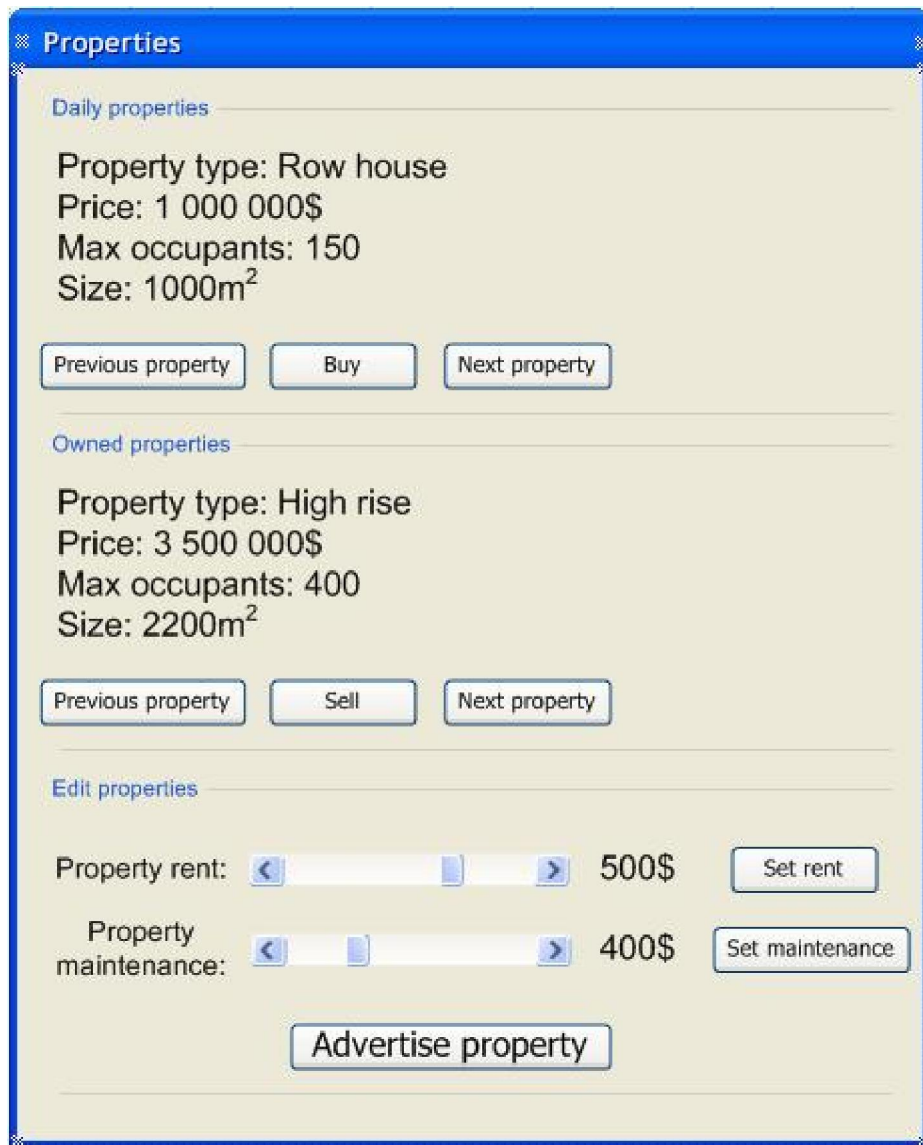 Properties
Daily properties
Property type: Row house
Price: 1 000 000$
Max occupants: 150
Size: 1000m²
Previous property Buy Next property
Owned properties
Property type: High rise
Price: 3 500 000$
Max occupants: 400
Size: 2200m²
Previous property Sell Next property
Edit properties
Property rent: 500$ Set rent
Property
maintenance: 400$ Set maintenance
Advertise property